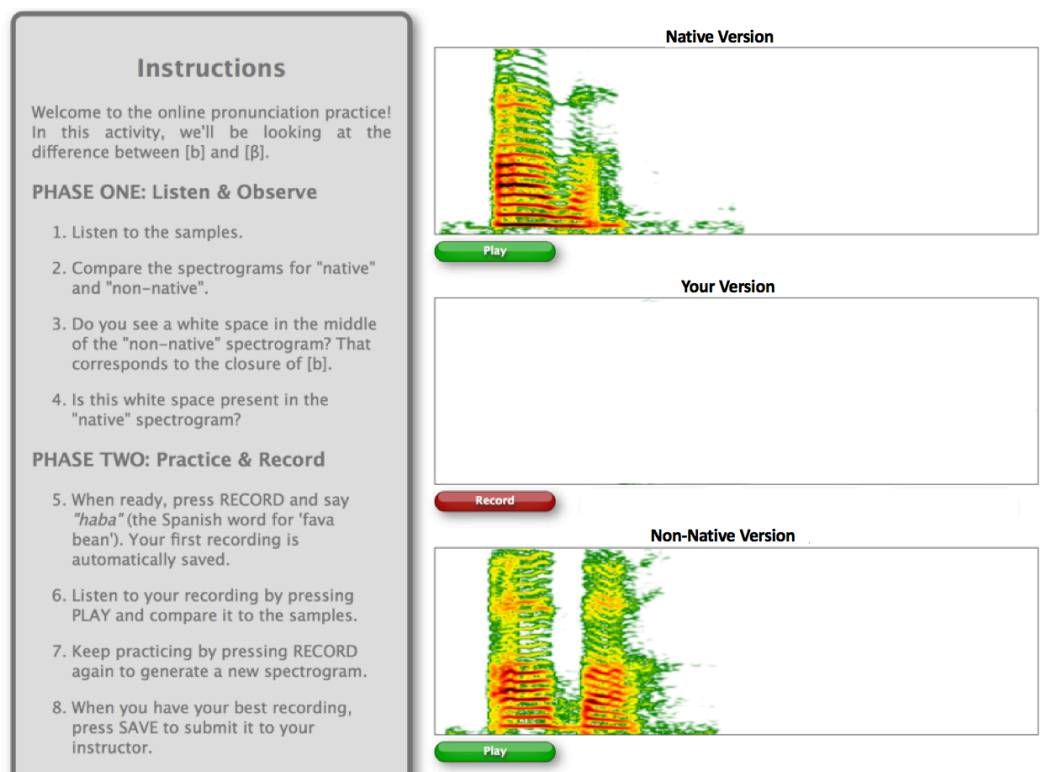 Instructions
Welcome to the online pronunciation practice!
In this activity, we'll be looking at the
difference between [b] and [β].
PHASE ONE: Listen & Observe
1. Listen to the samples.
2. Compare the spectrograms for "native"
and "non-native".
3. Do you see a white space in the middle
of the "non-native" spectrogram? That
corresponds to the closure of [b].
4. Is this white space present in the
"native" spectrogram?
PHASE TWO: Practice & Record
5. When ready, press RECORD and say
"haba" (the Spanish word for 'fava
bean'). Your first recording is
automatically saved.
6. Listen to your recording by pressing
PLAY and compare it to the samples.
7. Keep practicing by pressing RECORD
again to generate a new spectrogram.
8. When you have your best recording,
press SAVE to submit it to your
instructor.
Native Version
Play
Your Version
Record
Non-Native Version
Play